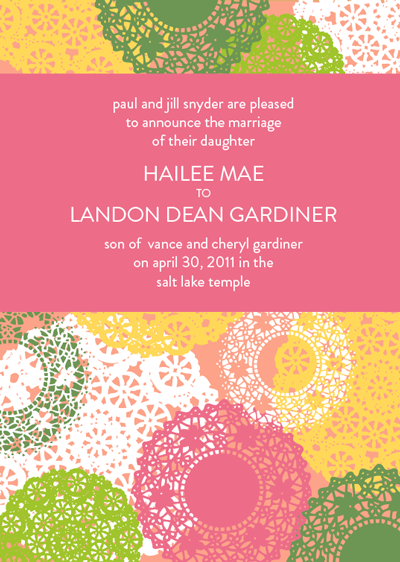 paul and jill snyder are pleased
to announce the marriage
of their daughter
HAILEE MAE
TO
LANDON DEAN GARDINER
son of vance and cheryl gardiner
on april 30, 2011 in the
salt lake temple